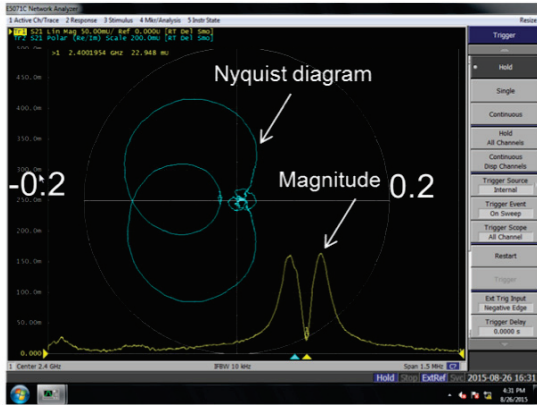 E5071C Network Analyzer
1 Active Ch/Trace 2 Response 3 Stimulus 4 Mkr/Analysis 5 Instr State
Resize
Tr1 S21 Lin Mag 50.00mU/ Ref 0.000U [RT Del Smo]
Tr2 S21 Polar (Re/Im) Scale 200.0mU [RT Del Smo]
>1 2.4001954 GHz 22.948 mU
450.0m
400.0m
350.0m
300.0m
250.0m
200.0m
150.0m
100.0m
50.00m
0.000
Nyquist diagram
Magnitude
-0.2
0.2
1 Center 2.4 GHz
IFBW 10 kHz
Span 1.5 MHz
Hold Stop ExtRef Svc 2015-08-26 16:31
Trigger
Hold
Single
Continuous
Hold
All Channels
Continuous
Disp Channels
Trigger Source
Internal
Trigger Event
On Sweep
Trigger Scope
All Channel
Restart
Trigger
Ext Trig Input
Negative Edge
Trigger Delay
0.0000 s
4:31 PM
8/26/2015